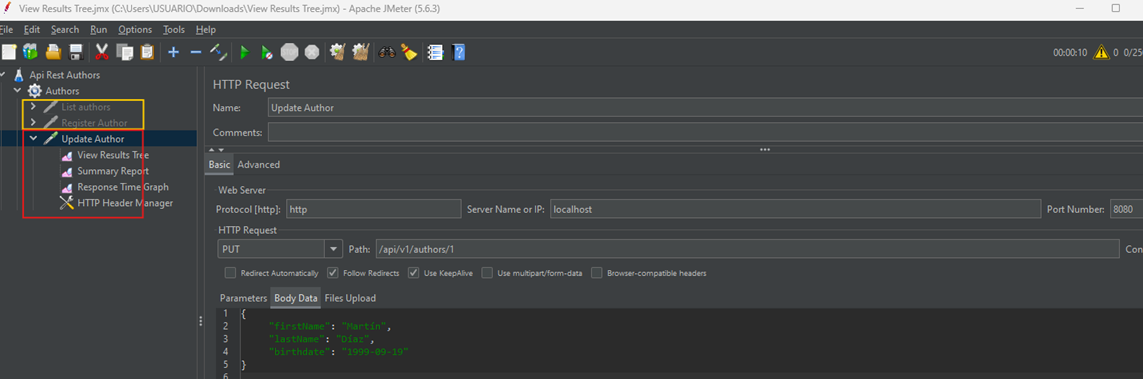 View Results Tree.jmx (C:\Users\USUARIO\Downloads\View Results Tree.jmx) - Apache JMeter (5.6.3)
File Edit Search Run Options Tools Help
00:00:10 0 0/25
Api Rest Authors
Authors
List authors
Register Author
Update Author
View Results Tree
Summary Report
Response Time Graph
HTTP Header Manager
HTTP Request
Name: Update Author
Comments:
Basic Advanced
Web Server
Protocol [http]: http Server Name or IP: localhost Port Number: 8080
HTTP Request
PUT Path: /api/v1/authors/1 Con
Redirect Automatically Follow Redirects Use KeepAlive Use multipart/form-data Browser-compatible headers
Parameters Body Data Files Upload
1 {
2 "firstName": "Martín",
3 "lastName": "Díaz",
4 "birthdate": "1999-09-19"
5 }
6